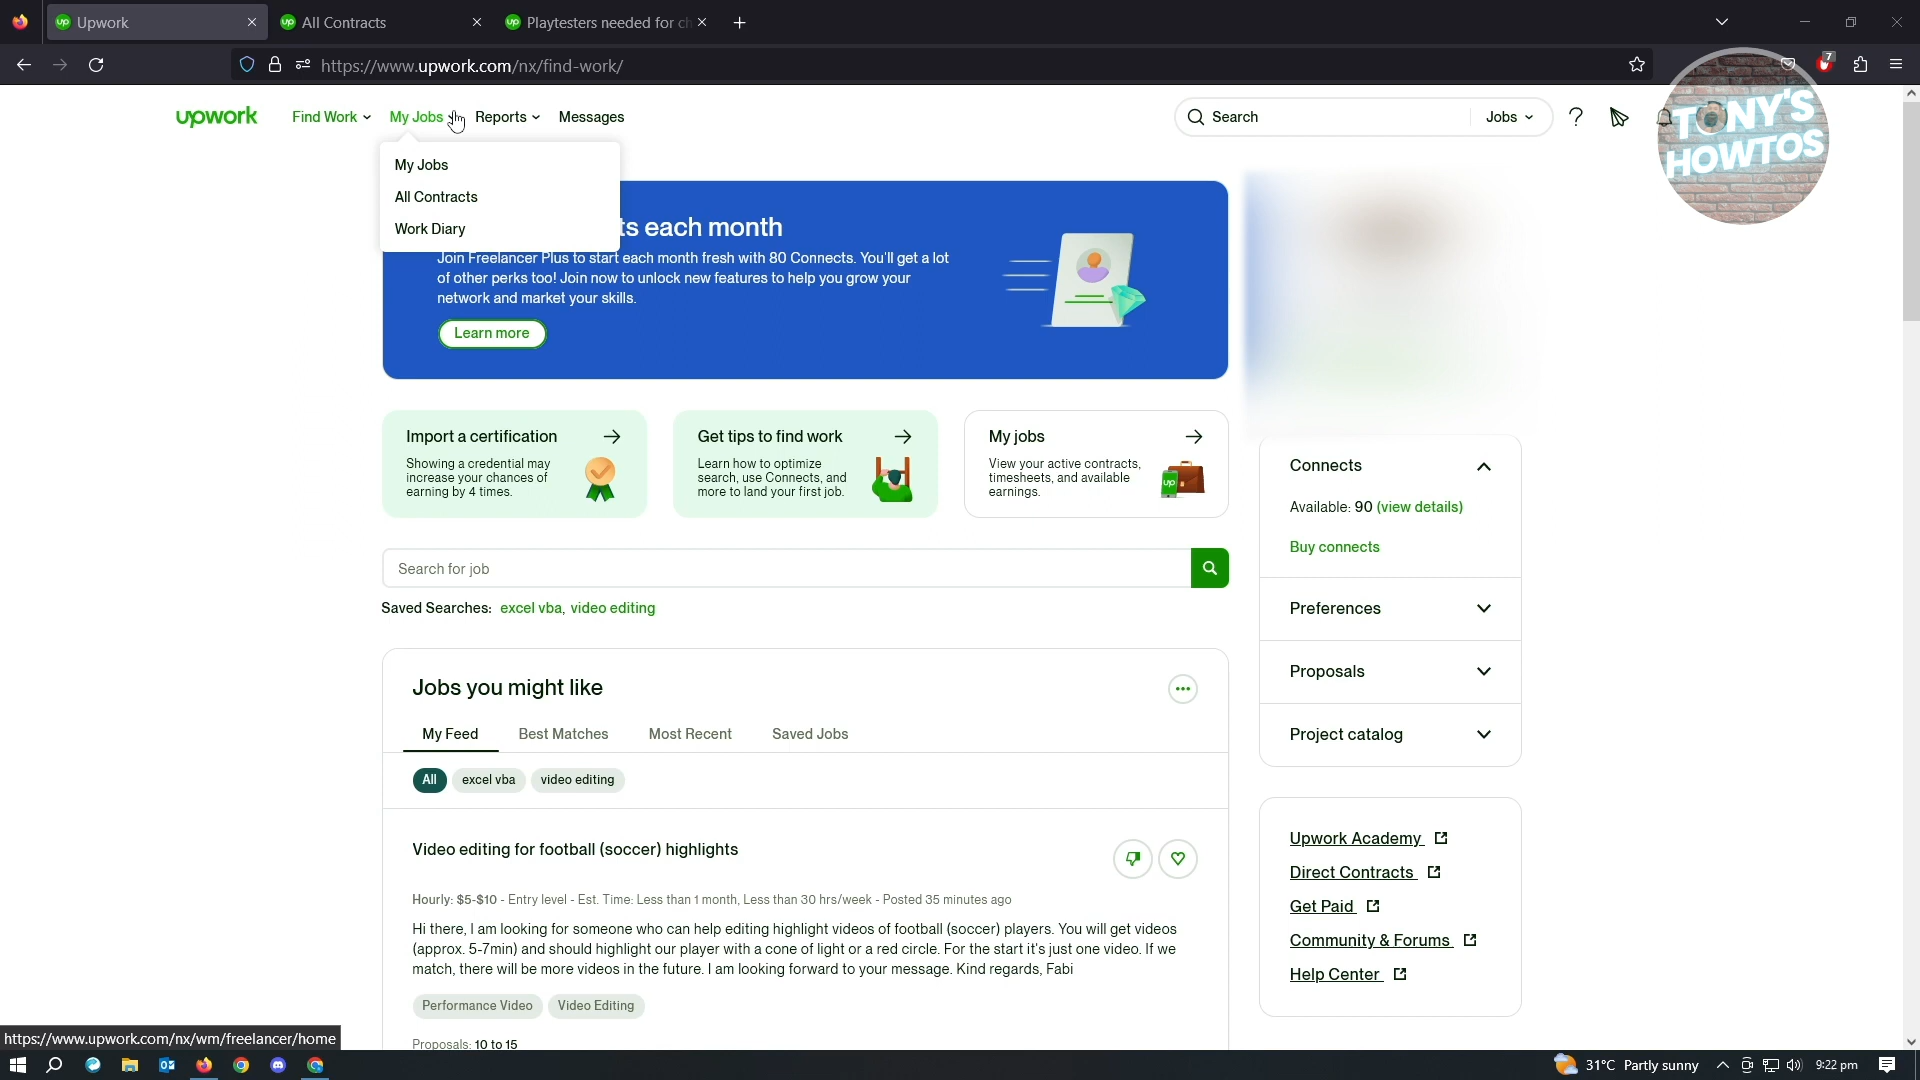 Upwork
All Contracts
Playtesters needed for ch
https://www.upwork.com/nx/find-work/
7
upwork
Find Work
My Jobs
Reports
Messages
Search
Jobs
TONY'S
HOWTOS
My Jobs
All Contracts
Work Diary
ts each month
Join Freelancer Plus to start each month fresh with 80 Connects. You'll get a lot
of other perks too! Join now to unlock new features to help you grow your
network and market your skills.
Learn more
Import a certification
Showing a credential may
increase your chances of
earning by 4 times.
Get tips to find work
Learn how to optimize
search, use Connects, and
more to land your first job.
My jobs
View your active contracts,
timesheets, and available
earnings.
up
Connects
Available: 90 (view details)
Buy connects
Preferences
Proposals
Project catalog
Search for job
Saved Searches: excel vba, video editing
Jobs you might like
My Feed
Best Matches
Most Recent
Saved Jobs
All
excel vba
video editing
Video editing for football (soccer) highlights
Hourly: $5-$10 - Entry level - Est. Time: Less than 1 month, Less than 30 hrs/week - Posted 35 minutes ago
Hi there, I am looking for someone who can help editing highlight videos of football (soccer) players. You will get videos
(approx. 5-7min) and should highlight our player with a cone of light or a red circle. For the start it's just one video. If we
match, there will be more videos in the future. I am looking forward to your message. Kind regards, Fabi
Performance Video
Video Editing
Proposals: 10 to 15
Upwork Academy
Direct Contracts
Get Paid
Community & Forums
Help Center
https://www.upwork.com/nx/wm/freelancer/home
31°C Partly sunny
9:22 pm